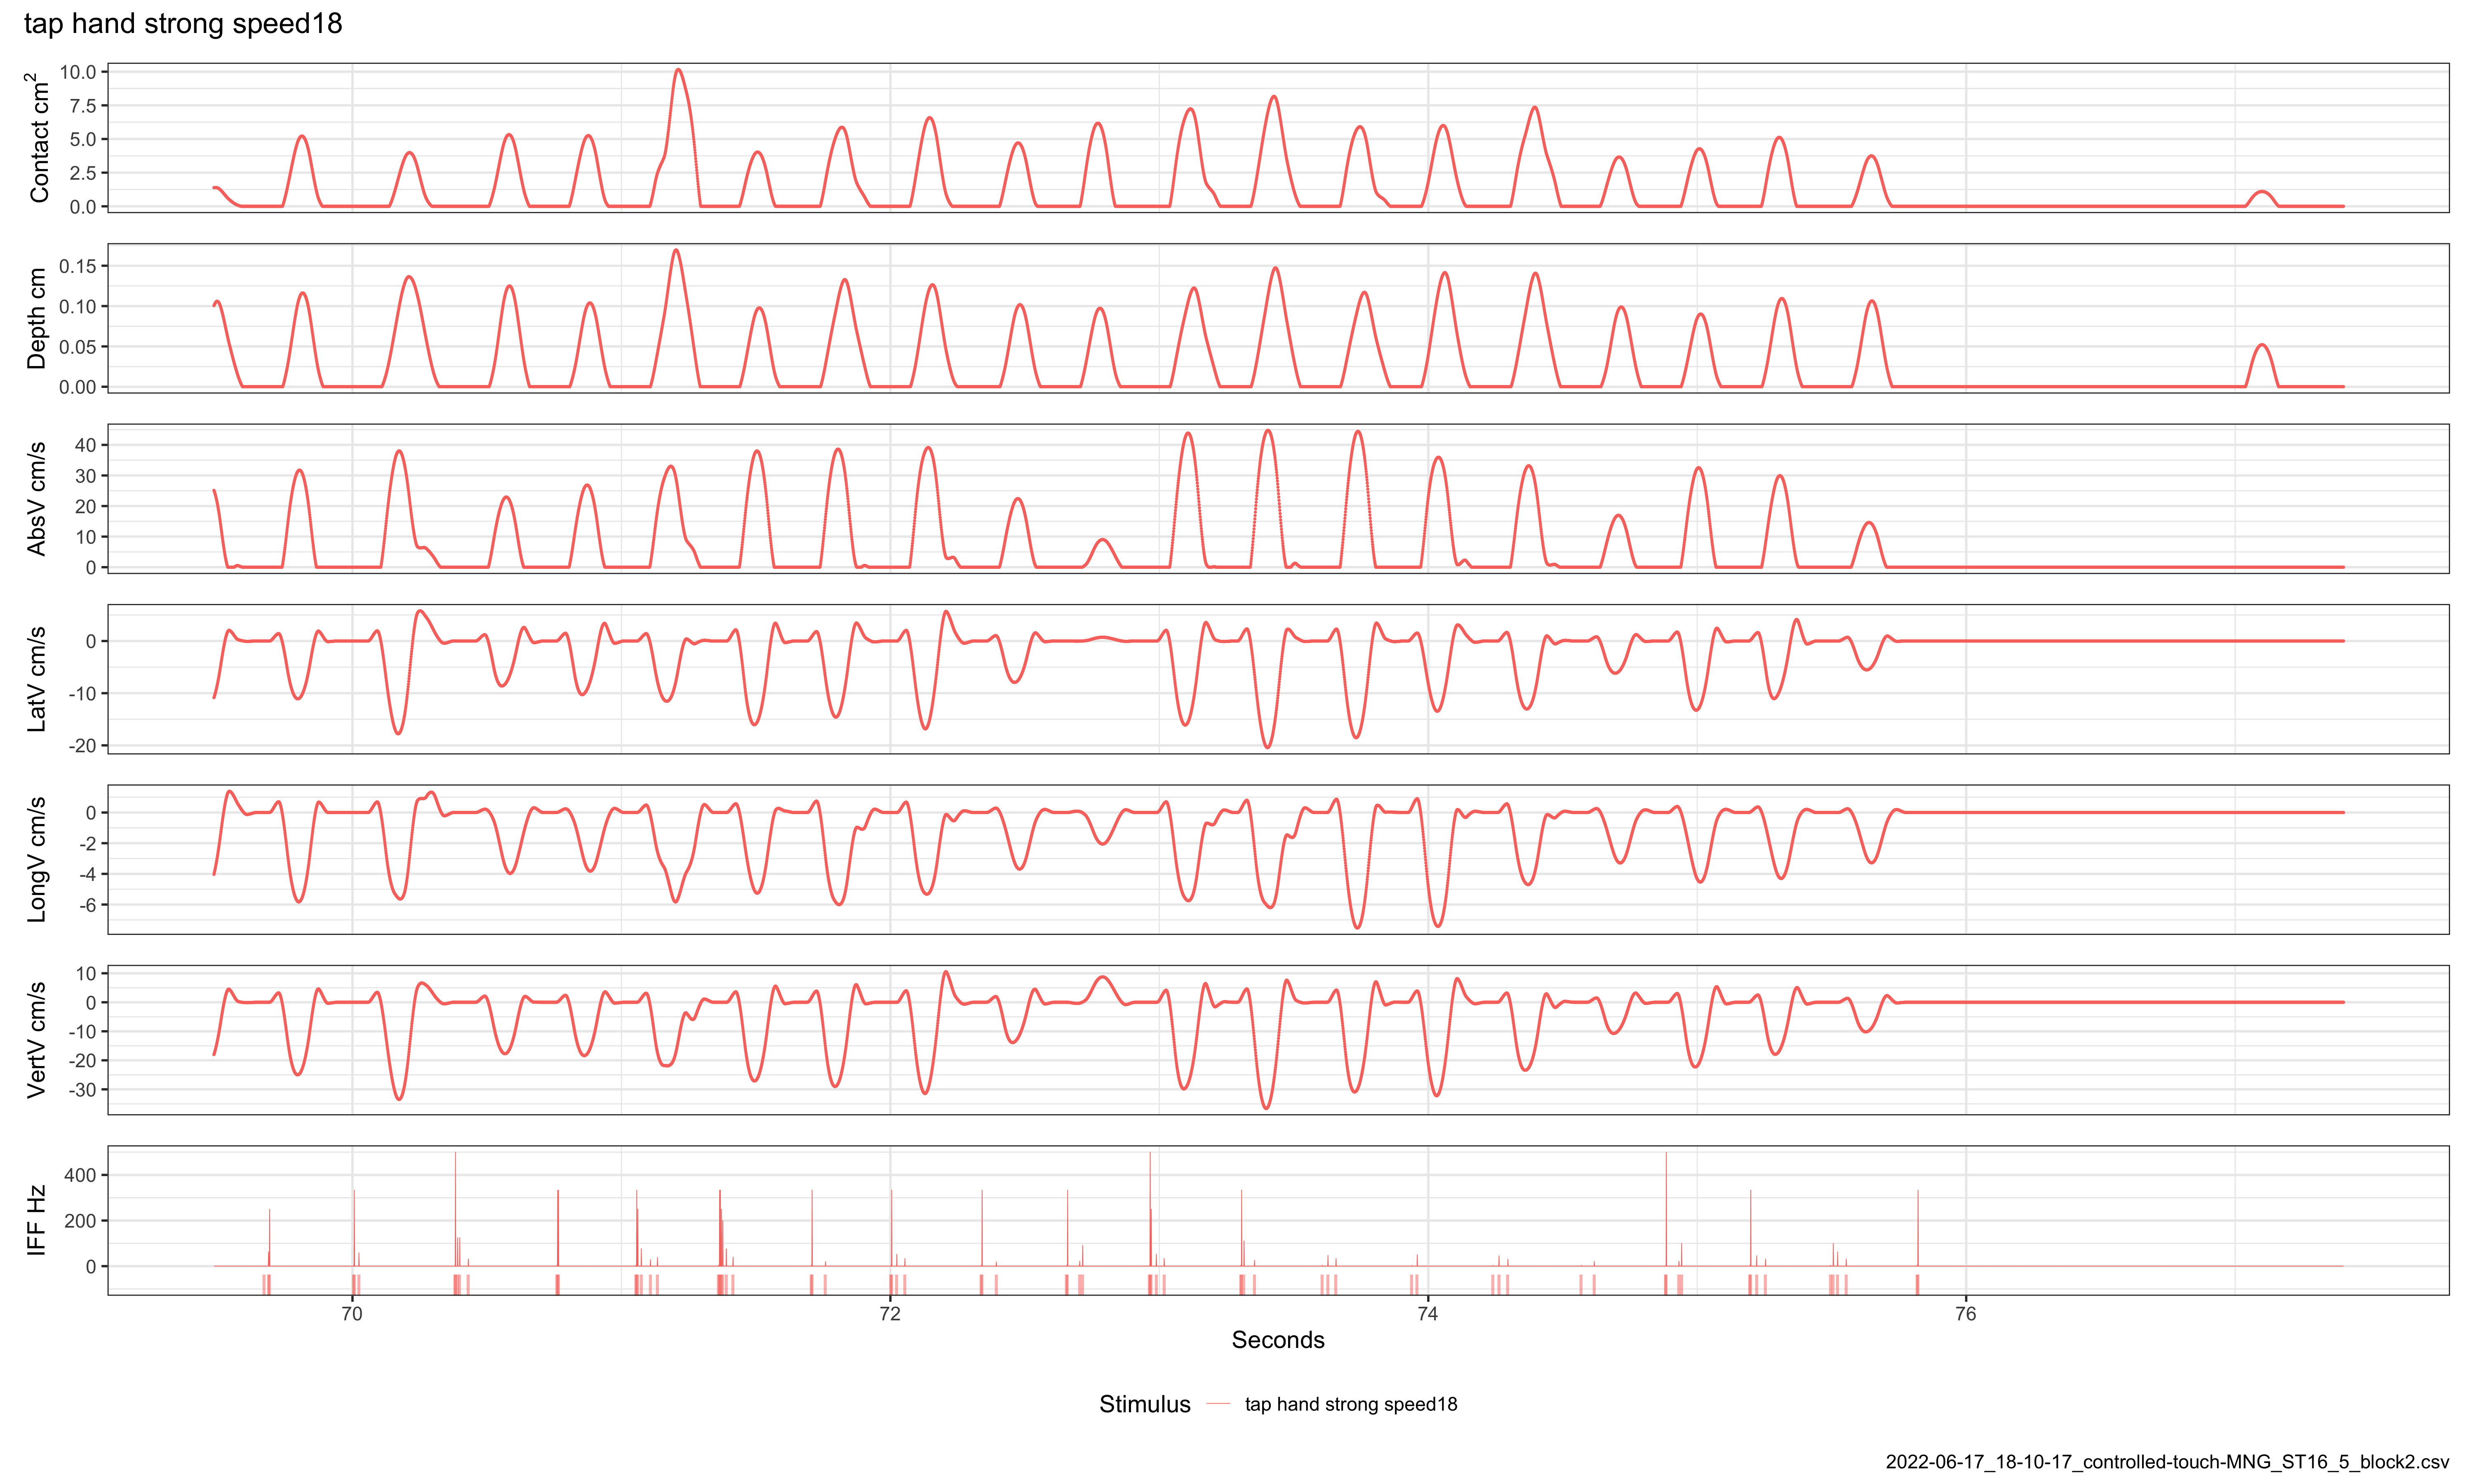 tap hand strong speed18
Contact cm²
10.0
7.5
5.0
2.5
0.0
Depth cm
0.15
0.10
0.05
0.00
AbsV cm/s
40
30
20
10
0
LatV cm/s
0
-10
-20
LongV cm/s
0
-2
-4
-6
VertV cm/s
10
0
-10
-20
-30
IFF Hz
400
200
0
70 72 74 76
Seconds
Stimulus tap hand strong speed18
2022-06-17_18-10-17_controlled-touch-MNG_ST16_5_block2.csv